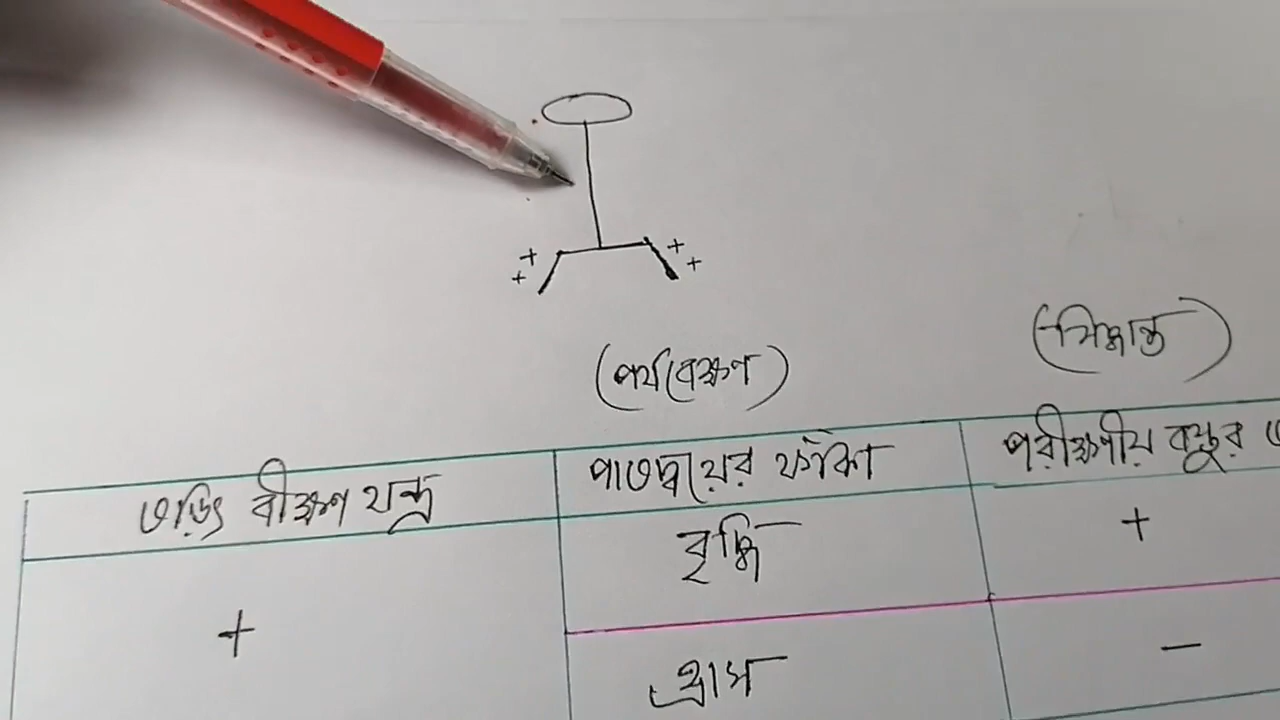 + +
+ +
(পর্যবেক্ষণ)
(সিদ্ধান্ত)
তড়িৎ বীক্ষণ যন্ত্র
পাতদ্বয়ের ফাঁকা
পরীক্ষণীয় বস্তুর
+
বৃদ্ধি
+
হ্রাস
−